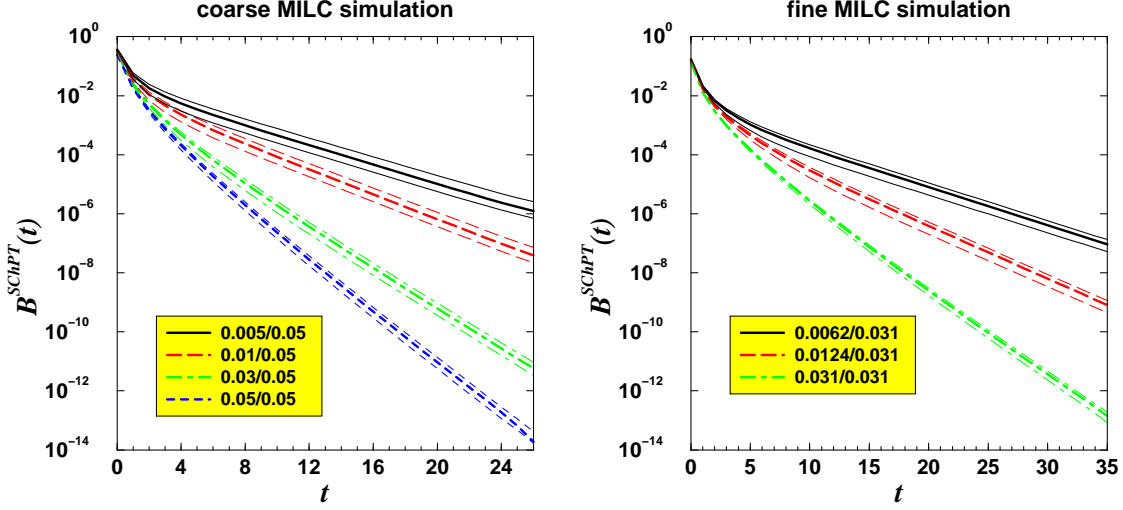 coarse MILC simulation
B^{SChPT}(t)
10^0
10^{-2}
10^{-4}
10^{-6}
10^{-8}
10^{-10}
10^{-12}
10^{-14}
0.005/0.05
0.01/0.05
0.03/0.05
0.05/0.05
0 4 8 12 16 20 24
t
fine MILC simulation
B^{SChPT}(t)
10^0
10^{-2}
10^{-4}
10^{-6}
10^{-8}
10^{-10}
10^{-12}
10^{-14}
0.0062/0.031
0.0124/0.031
0.031/0.031
0 5 10 15 20 25 30 35
t